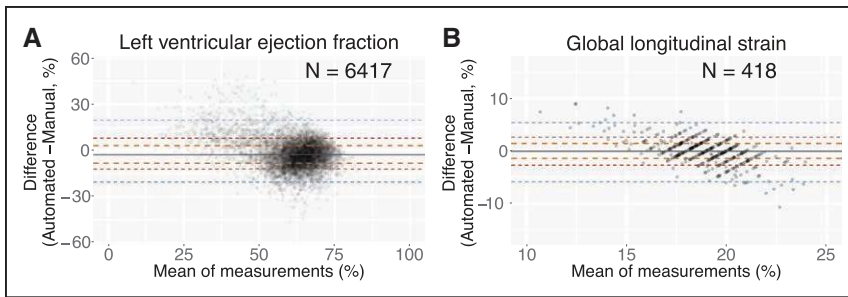 A
Left ventricular ejection fraction
N = 6417
Difference
(Automated −Manual, %)
60
30
0
−30
−60
0 25 50 75 100
Mean of measurements (%)
B
Global longitudinal strain
N = 418
Difference
(Automated −Manual, %)
10
0
−10
10 15 20 25
Mean of measurements (%)